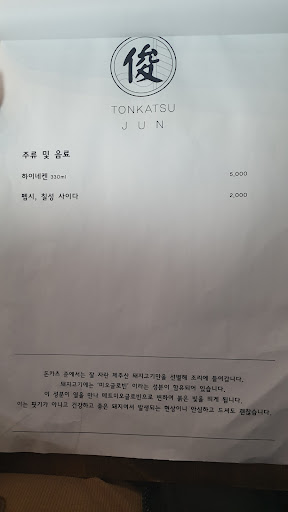 俊
TONKATSU
JUN
주류 및 음료
하이네켄 330ml 6,000
펩시, 칠성 사이다 2,000
돈카츠 준에서는 잘 자란 제주산 돼지고기만을 선별해 조리에 들어갑니다.
돼지고기에는 '미오글로빈' 이라는 성분이 함유되어 있습니다.
이 성분이 열을 만나 메트미오글로빈으로 변하며 붉은 빛을 띄게 됩니다.
이는 핏기가 아니고 건강하고 좋은 돼지에서 발생되는 현상이니 안심하고 드셔도 괜찮습니다.